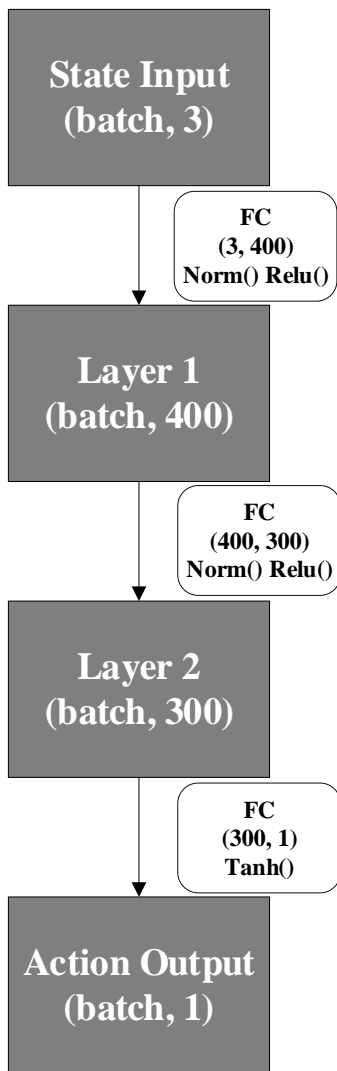 State Input
(batch, 3)
FC
(3, 400)
Norm() Relu()
Layer 1
(batch, 400)
FC
(400, 300)
Norm() Relu()
Layer 2
(batch, 300)
FC
(300, 1)
Tanh()
Action Output
(batch, 1)